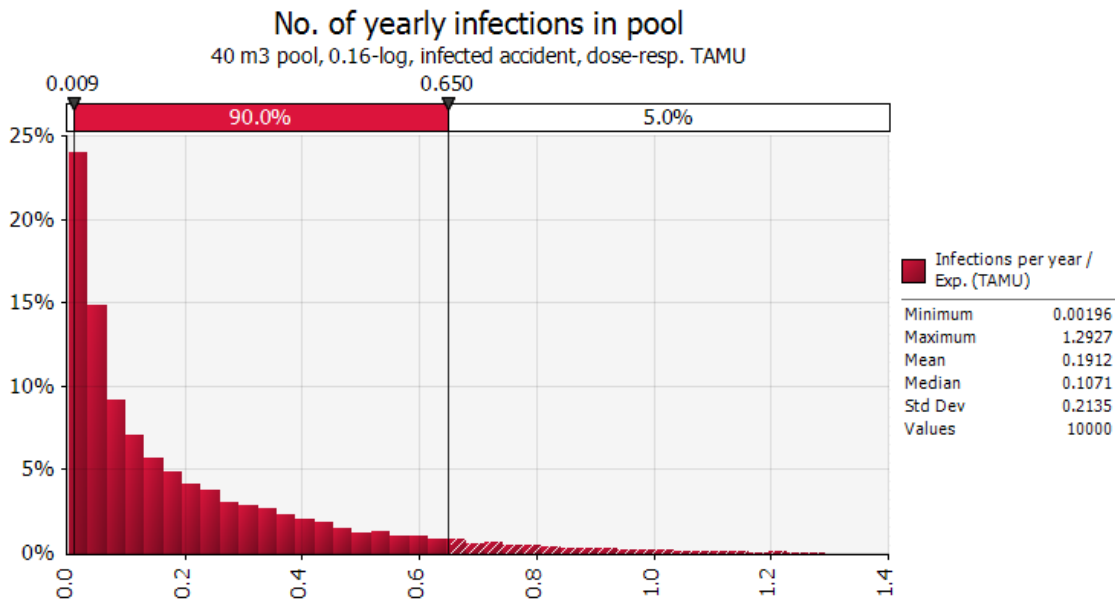 No. of yearly infections in pool
40 m3 pool, 0.16-log, infected accident, dose-resp. TAMU
0.009 0.650
90.0% 5.0%
25%
20%
15%
10%
5%
0%
0.0 0.2 0.4 0.6 0.8 1.0 1.2 1.4
Infections per year /
Exp. (TAMU)
Minimum 0.00196
Maximum 1.2927
Mean 0.1912
Median 0.1071
Std Dev 0.2135
Values 10000